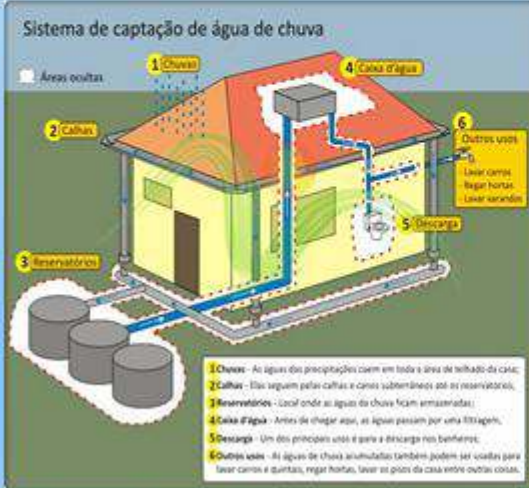 Sistema de captação de água de chuva
Áreas ocultas
1 Chuvas
4 Caixa d'água
2 Calhas
6
Outros usos
- Lavar carros
- Regar hortas
- Lavar varandas
5 Descarga
3 Reservatórios
1 Chuvas - As águas das precipitações caem em toda a área de telhado da casa;
2 Calhas - Elas seguem pelas calhas e canos subterrâneos até os reservatórios;
3 Reservatórios - Local onde as águas da chuva ficam armazenadas;
4 Caixa d'água - Antes de chegar aqui, as águas passam por uma filtragem;
5 Descarga - Um dos principais usos é para a descarga nos banheiros;
6 Outros usos - As águas de chuva acumuladas também podem ser usadas para
lavar carros e quintais, regar hortas, lavar os pisos da casa entre outras coisas.